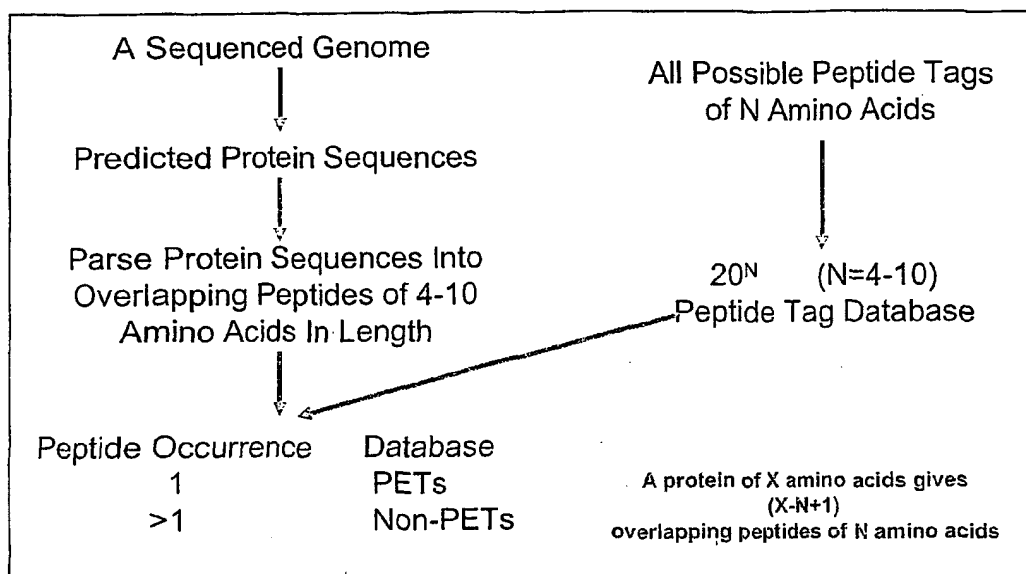 A Sequenced Genome
Predicted Protein Sequences
Parse Protein Sequences Into
Overlapping Peptides of 4-10
Amino Acids In Length
All Possible Peptide Tags
of N Amino Acids
20ᴺ (N=4-10)
Peptide Tag Database
Peptide Occurrence Database
1 PETs
>1 Non-PETs
A protein of X amino acids gives
(X-N+1)
overlapping peptides of N amino acids